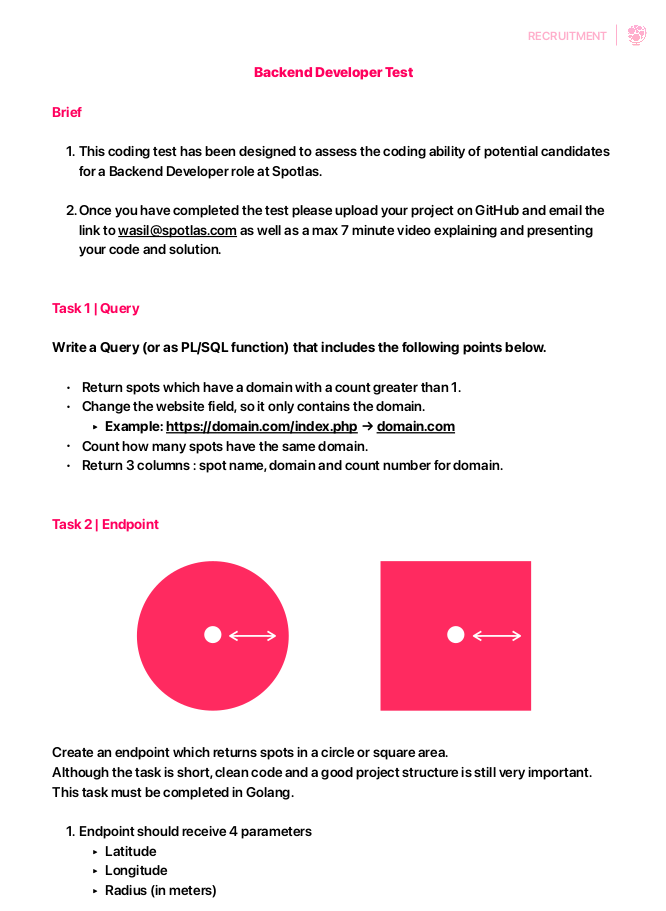 RECRUITMENT
Backend Developer Test
Brief
1. This coding test has been designed to assess the coding ability of potential candidates
for a Backend Developer role at Spotlas.
2. Once you have completed the test please upload your project on GitHub and email the
link to wasil@spotlas.com as well as a max 7 minute video explaining and presenting
your code and solution.
Task 1 | Query
Write a Query (or as PL/SQL function) that includes the following points below.
· Return spots which have a domain with a count greater than 1.
· Change the website field, so it only contains the domain.
‣ Example: https://domain.com/index.php → domain.com
· Count how many spots have the same domain.
· Return 3 columns : spot name, domain and count number for domain.
Task 2 | Endpoint
Create an endpoint which returns spots in a circle or square area.
Although the task is short, clean code and a good project structure is still very important.
This task must be completed in Golang.
1. Endpoint should receive 4 parameters
‣ Latitude
‣ Longitude
‣ Radius (in meters)